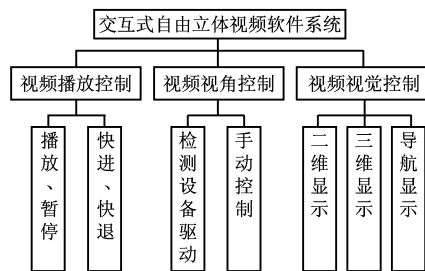 交互式自由立体视频软件系统
视频播放控制
视频视角控制
视频视觉控制
播放、暂停
快进、快退
检测设备驱动
手动控制
二维显示
三维显示
导航显示